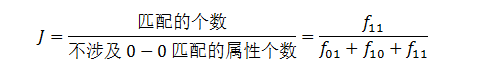 J = 匹配的个数 / 不涉及 0 − 0 匹配的属性个数 = f₁₁ / f₀₁ + f₁₀ + f₁₁